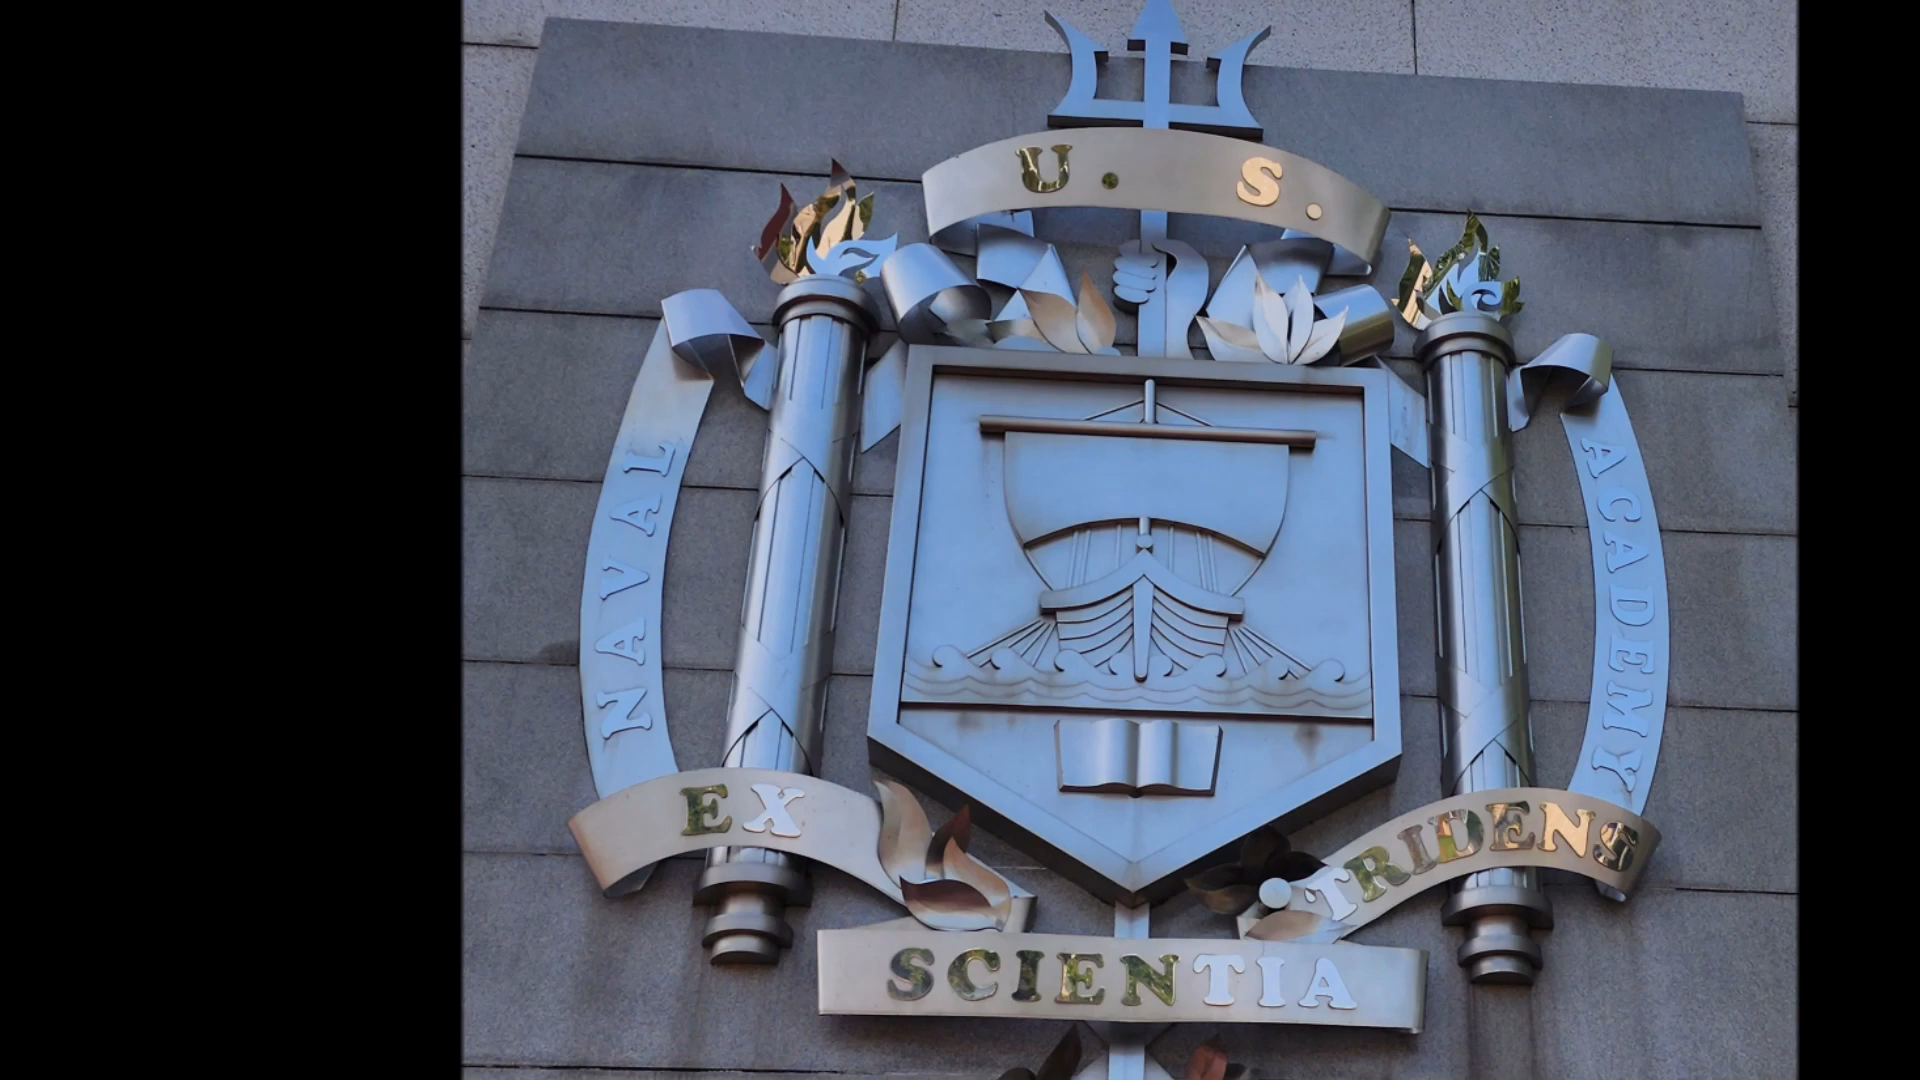 U. S.
NAVAL
ACADEMY
EX
SCIENTIA
TRIDENS